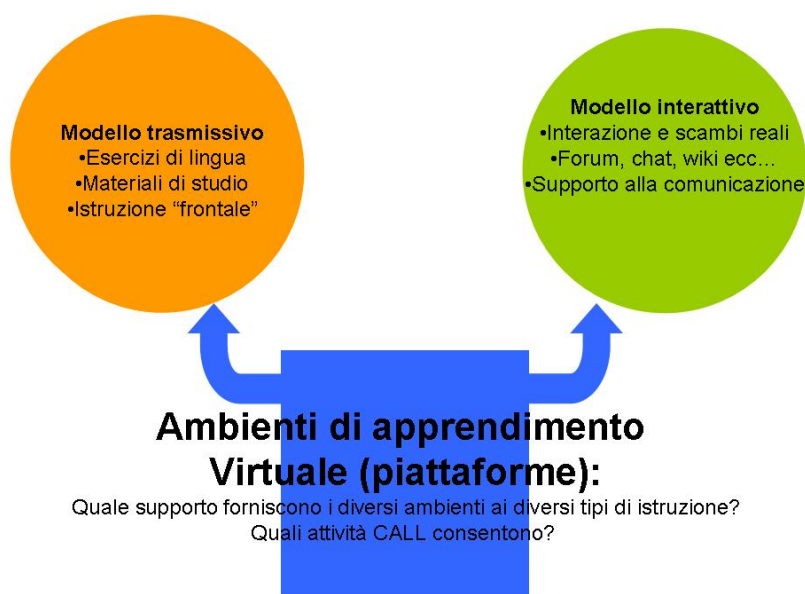 Modello trasmissivo
•Esercizi di lingua
•Materiali di studio
•Istruzione “frontale”
Modello interattivo
•Interazione e scambi reali
•Forum, chat, wiki ecc...
•Supporto alla comunicazione
Ambienti di apprendimento
Virtuale (piattaforme):
Quale supporto forniscono i diversi ambienti ai diversi tipi di istruzione?
Quali attività CALL consentono?